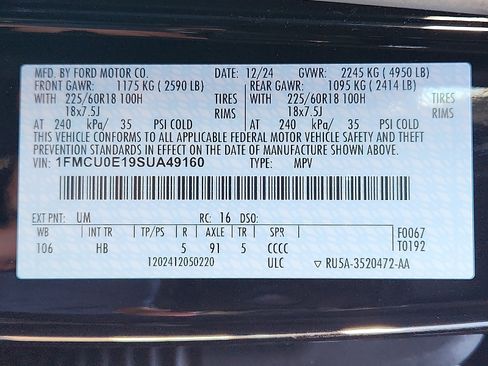 MFD. BY FORD MOTOR CO. DATE: 12/24 GVWR: 2245 KG ( 4950 LB)
FRONT GAWR: 1175 KG ( 2590 LB) REAR GAWR: 1095 KG ( 2414 LB)
WITH 225/60R18 100H TIRES WITH 225/60R18 100H TIRES
18x7.5J RIMS 18x7.5J RIMS
AT 240 kPa/ 35 PSI COLD AT 240 kPa/ 35 PSI COLD
THIS VEHICLE CONFORMS TO ALL APPLICABLE FEDERAL MOTOR VEHICLE SAFETY AND THEFT
PREVENTION STANDARDS IN EFFECT ON THE DATE OF MANUFACTURE SHOWN ABOVE.
VIN: 1FMCU0E19SUA49160 TYPE: MPV
EXT PNT: UM RC: 16 DSO:
WB INT TR TP/PS R AXLE TR SPR F0067
106 HB 5 91 5 CCCC T0192
1202412050220 ULC ▽ RU5A-3520472-AA